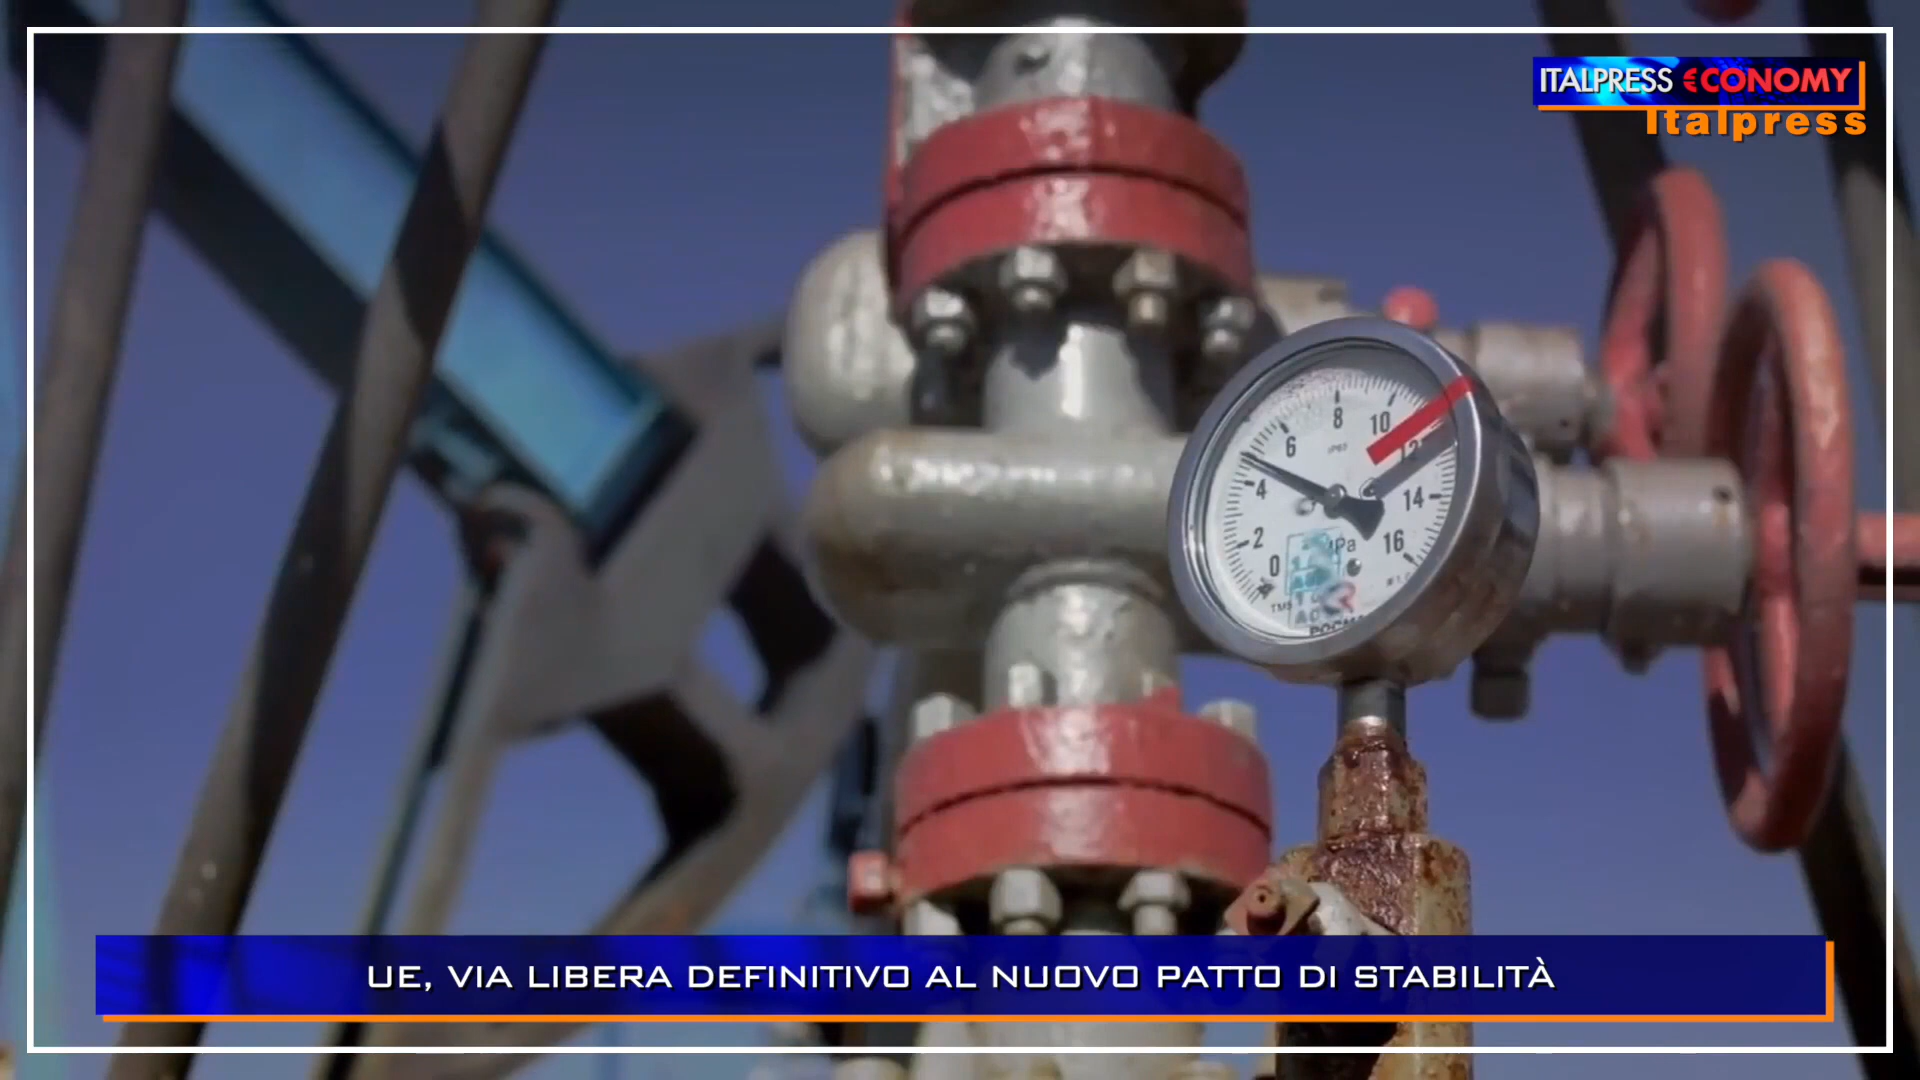 ITALPRESS €CONOMY
Italpress
8
6
10
4
14
2
16
0
UE, VIA LIBERA DEFINITIVO AL NUOVO PATTO DI STABILITÀ